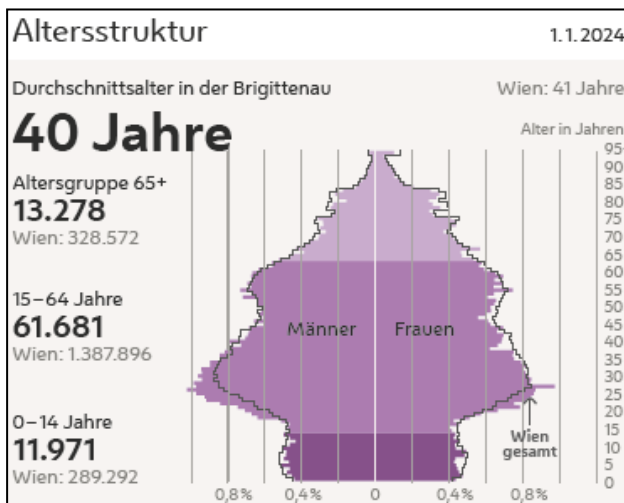 Altersstruktur
1.1.2024
Durchschnittsalter in der Brigittenau
Wien: 41 Jahre
40 Jahre
Alter in Jahren
Altersgruppe 65+
13.278
Wien: 328.572
15–64 Jahre
61.681
Wien: 1.387.896
0–14 Jahre
11.971
Wien: 289.292
Männer
Frauen
Wien
gesamt
95
90
85
80
75
70
65
60
55
50
45
40
35
30
25
20
15
10
5
0
0,8% 0,4% 0 0,4% 0,8%